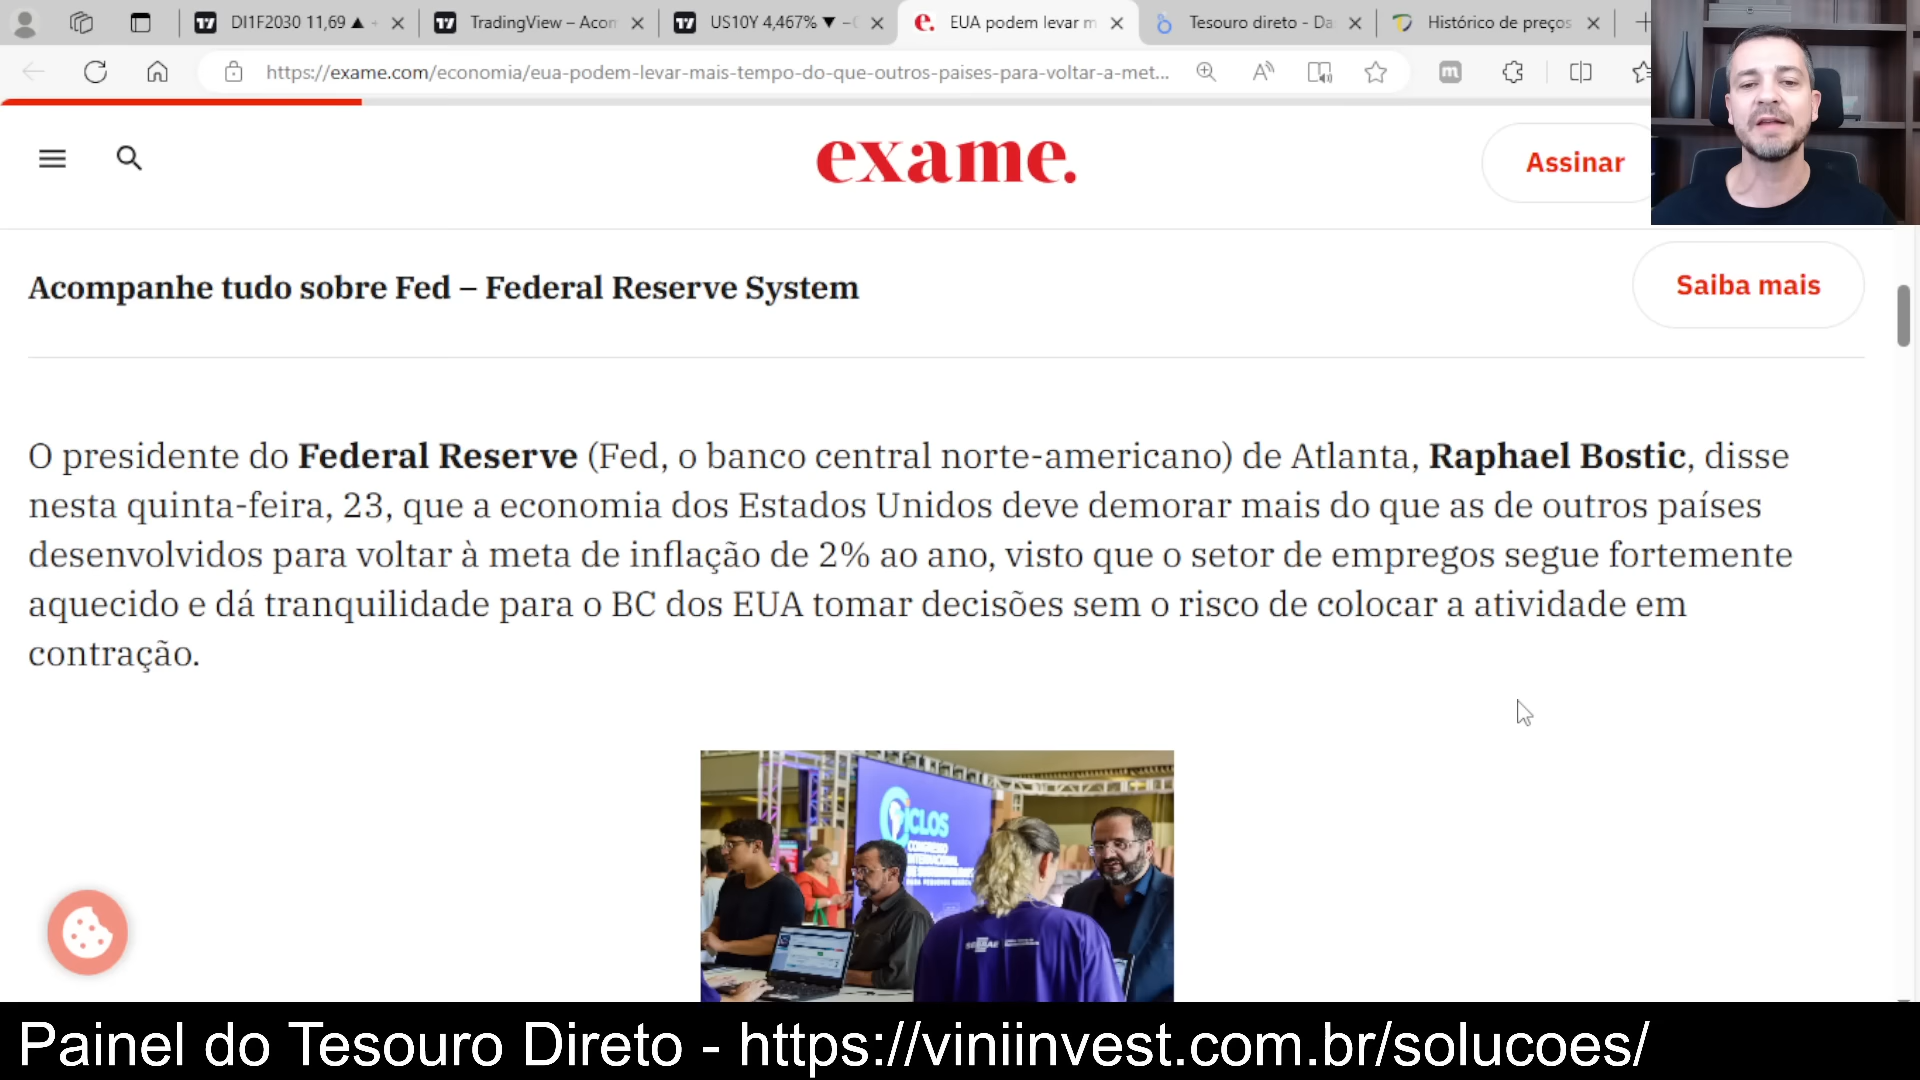 DI1F2030 11,69 ▲
TradingView – Acon
US10Y 4,467% ▼ –
EUA podem levar m
Tesouro direto - Da
Histórico de preços
https://exame.com/economia/eua-podem-levar-mais-tempo-do-que-outros-paises-para-voltar-a-met...
exame.
Assinar
Acompanhe tudo sobre Fed – Federal Reserve System
Saiba mais
O presidente do Federal Reserve (Fed, o banco central norte-americano) de Atlanta, Raphael Bostic, disse
nesta quinta-feira, 23, que a economia dos Estados Unidos deve demorar mais do que as de outros países
desenvolvidos para voltar à meta de inflação de 2% ao ano, visto que o setor de empregos segue fortemente
aquecido e dá tranquilidade para o BC dos EUA tomar decisões sem o risco de colocar a atividade em
contração.
CICLOS
CONGRESSO
INTERNACIONAL
SEBRAE
Painel do Tesouro Direto - https://viniinvest.com.br/solucoes/